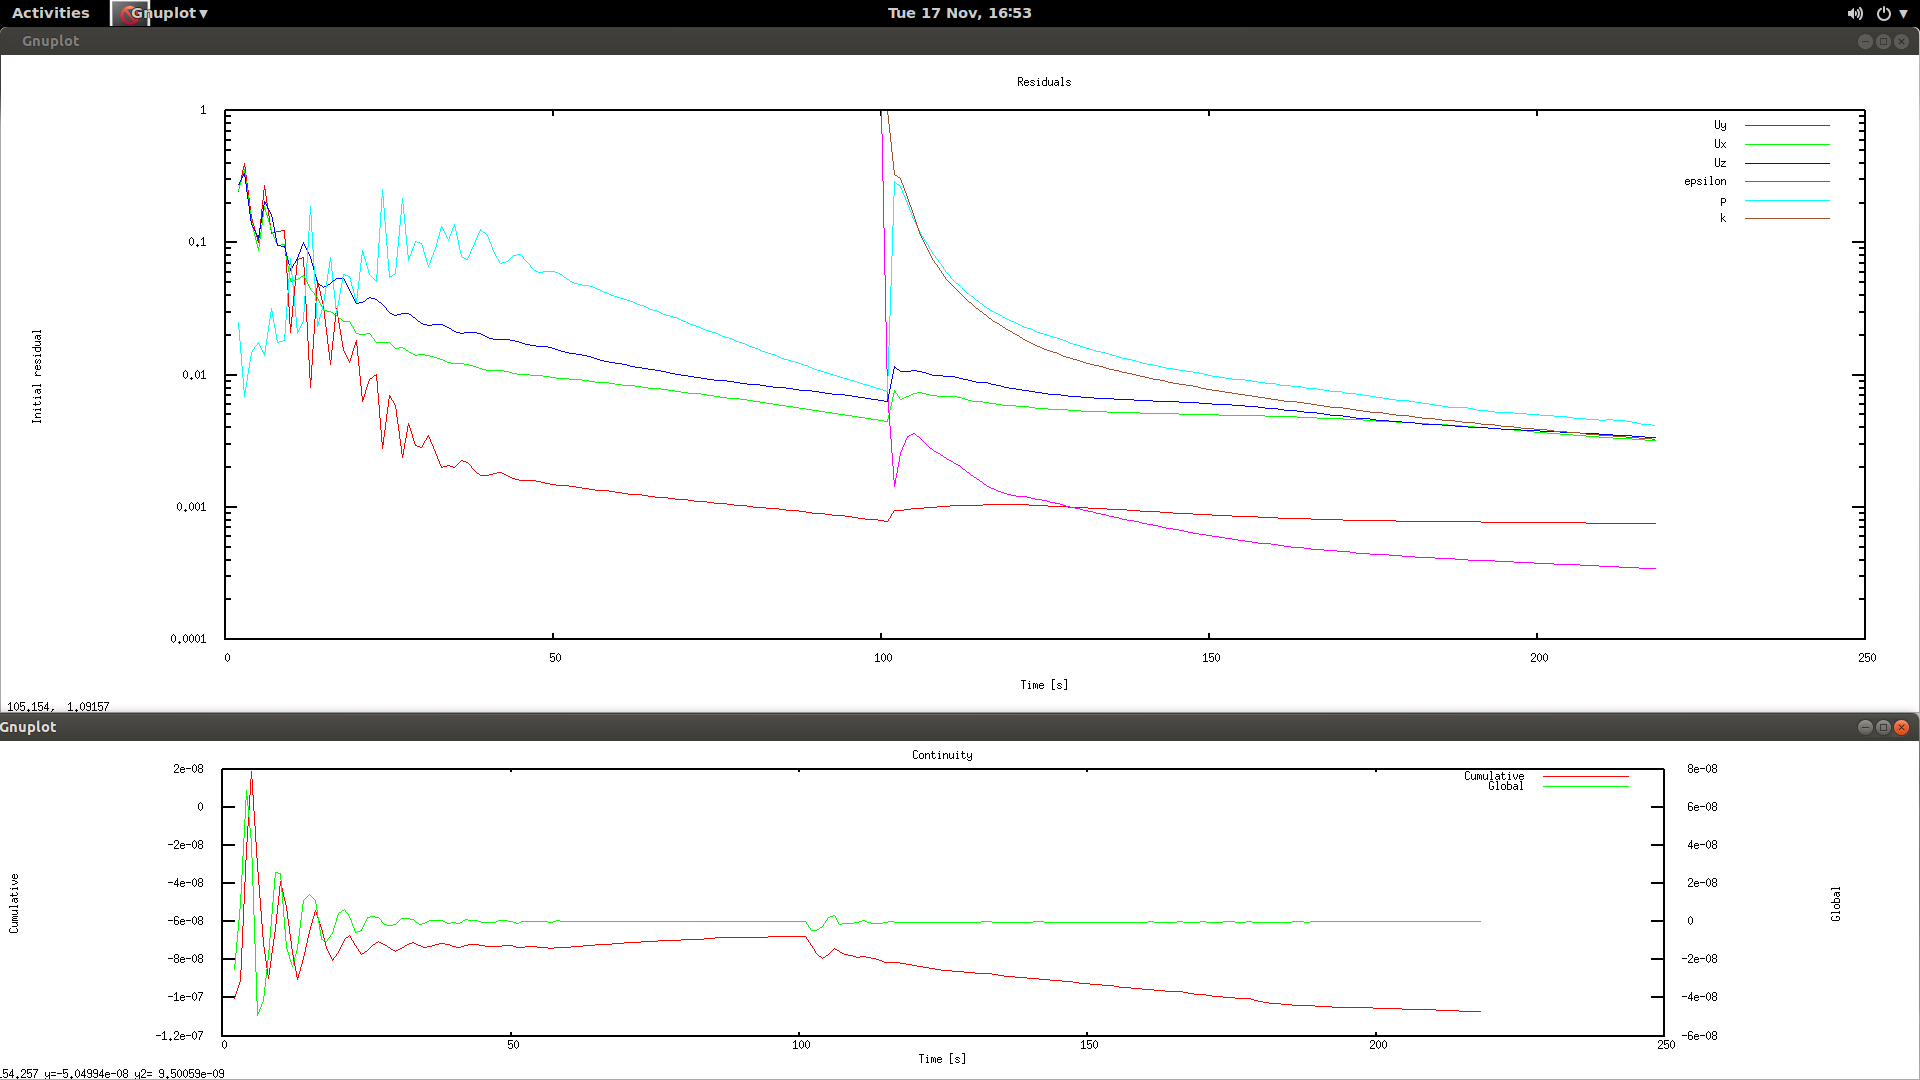 Activities Gnuplot ▾ Tue 17 Nov, 16:53
Gnuplot
Residuals
1
0.1
0.01
0.001
0.0001
Initial residual
Uy
Ux
Uz
epsilon
p
k
0 50 100 150 200 250
Time [s]
105.154, 1.09157
Gnuplot
Continuity
2e-08
0
-2e-08
-4e-08
-6e-08
-8e-08
-1e-07
-1.2e-07
Cumulative
Cumulative
Global
8e-08
6e-08
4e-08
2e-08
0
-2e-08
-4e-08
-6e-08
Global
0 50 100 150 200 250
Time [s]
54.257 y=-5.04994e-08 y2= 9.50059e-09